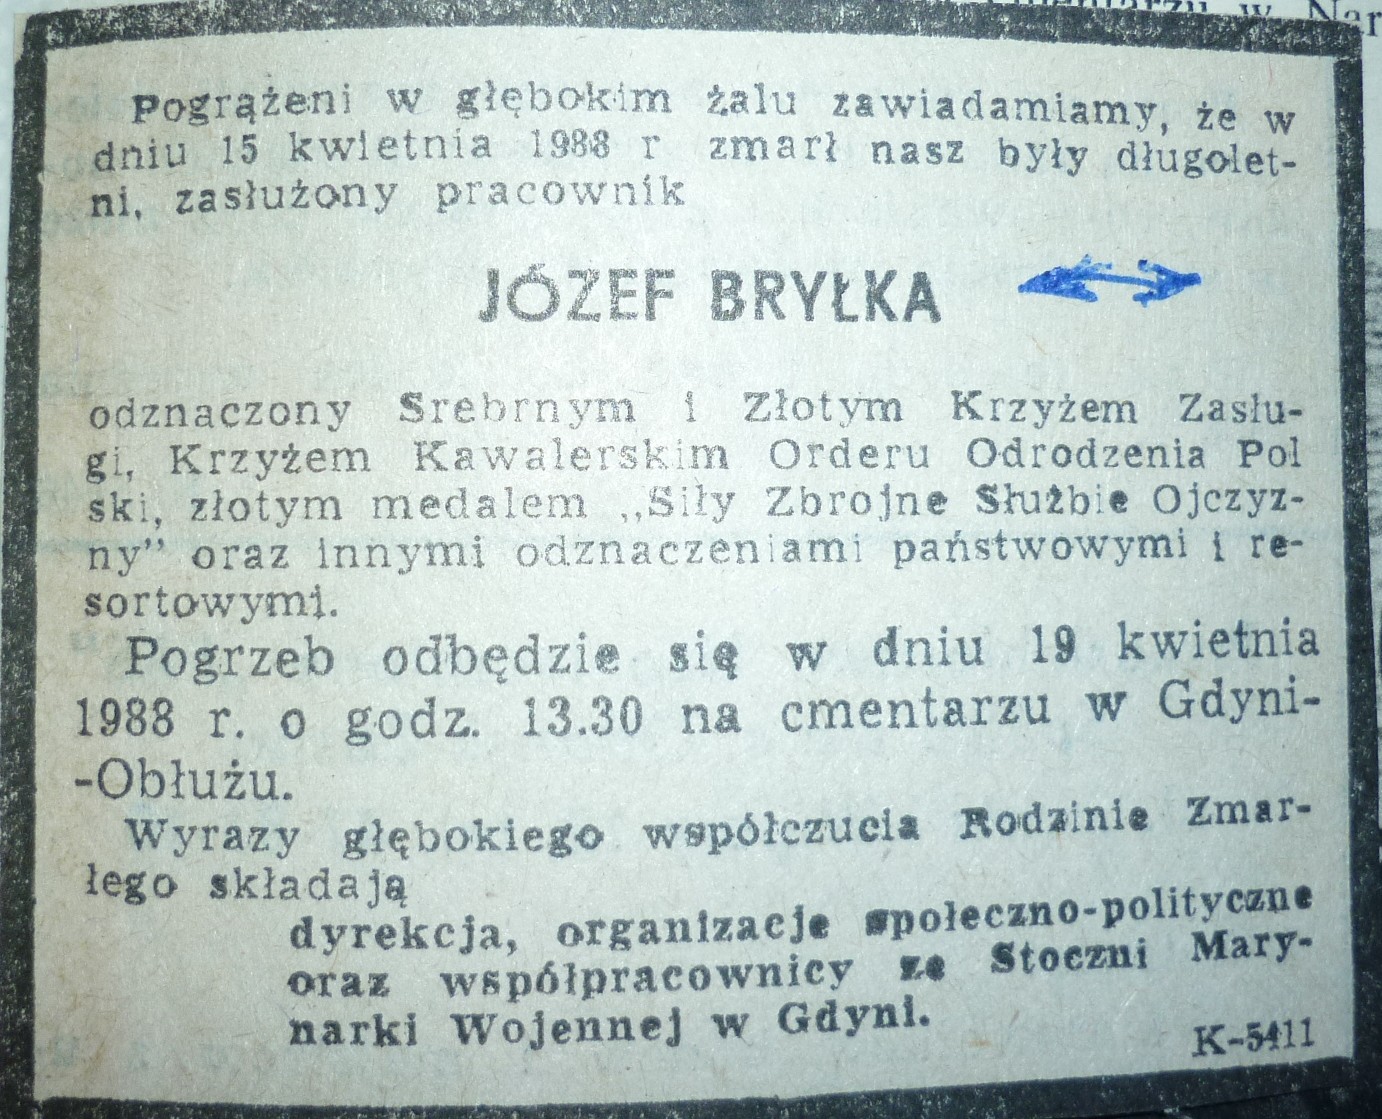 Pogrążeni w głębokim żalu zawiadamiamy, że w
dniu 15 kwietnia 1988 r zmarł nasz były długolet-
ni, zasłużony pracownik
JÓZEF BRYŁKA
odznaczony Srebrnym i Złotym Krzyżem Zasłu-
gi, Krzyżem Kawalerskim Orderu Odrodzenia Pol
ski, złotym medalem „Siły Zbrojne Służbie Ojczyz-
ny” oraz innymi odznaczeniami państwowymi i re-
sortowymi.
Pogrzeb odbędzie się w dniu 19 kwietnia
1988 r. o godz. 13.30 na cmentarzu w Gdyni-
-Obłużu.
Wyrazy głębokiego współczucia Rodzinie Zmar-
łego składają
dyrekcja, organizacje społeczno-polityczne
oraz współpracownicy ze Stoczni Mary-
narki Wojennej w Gdyni.
K-5411